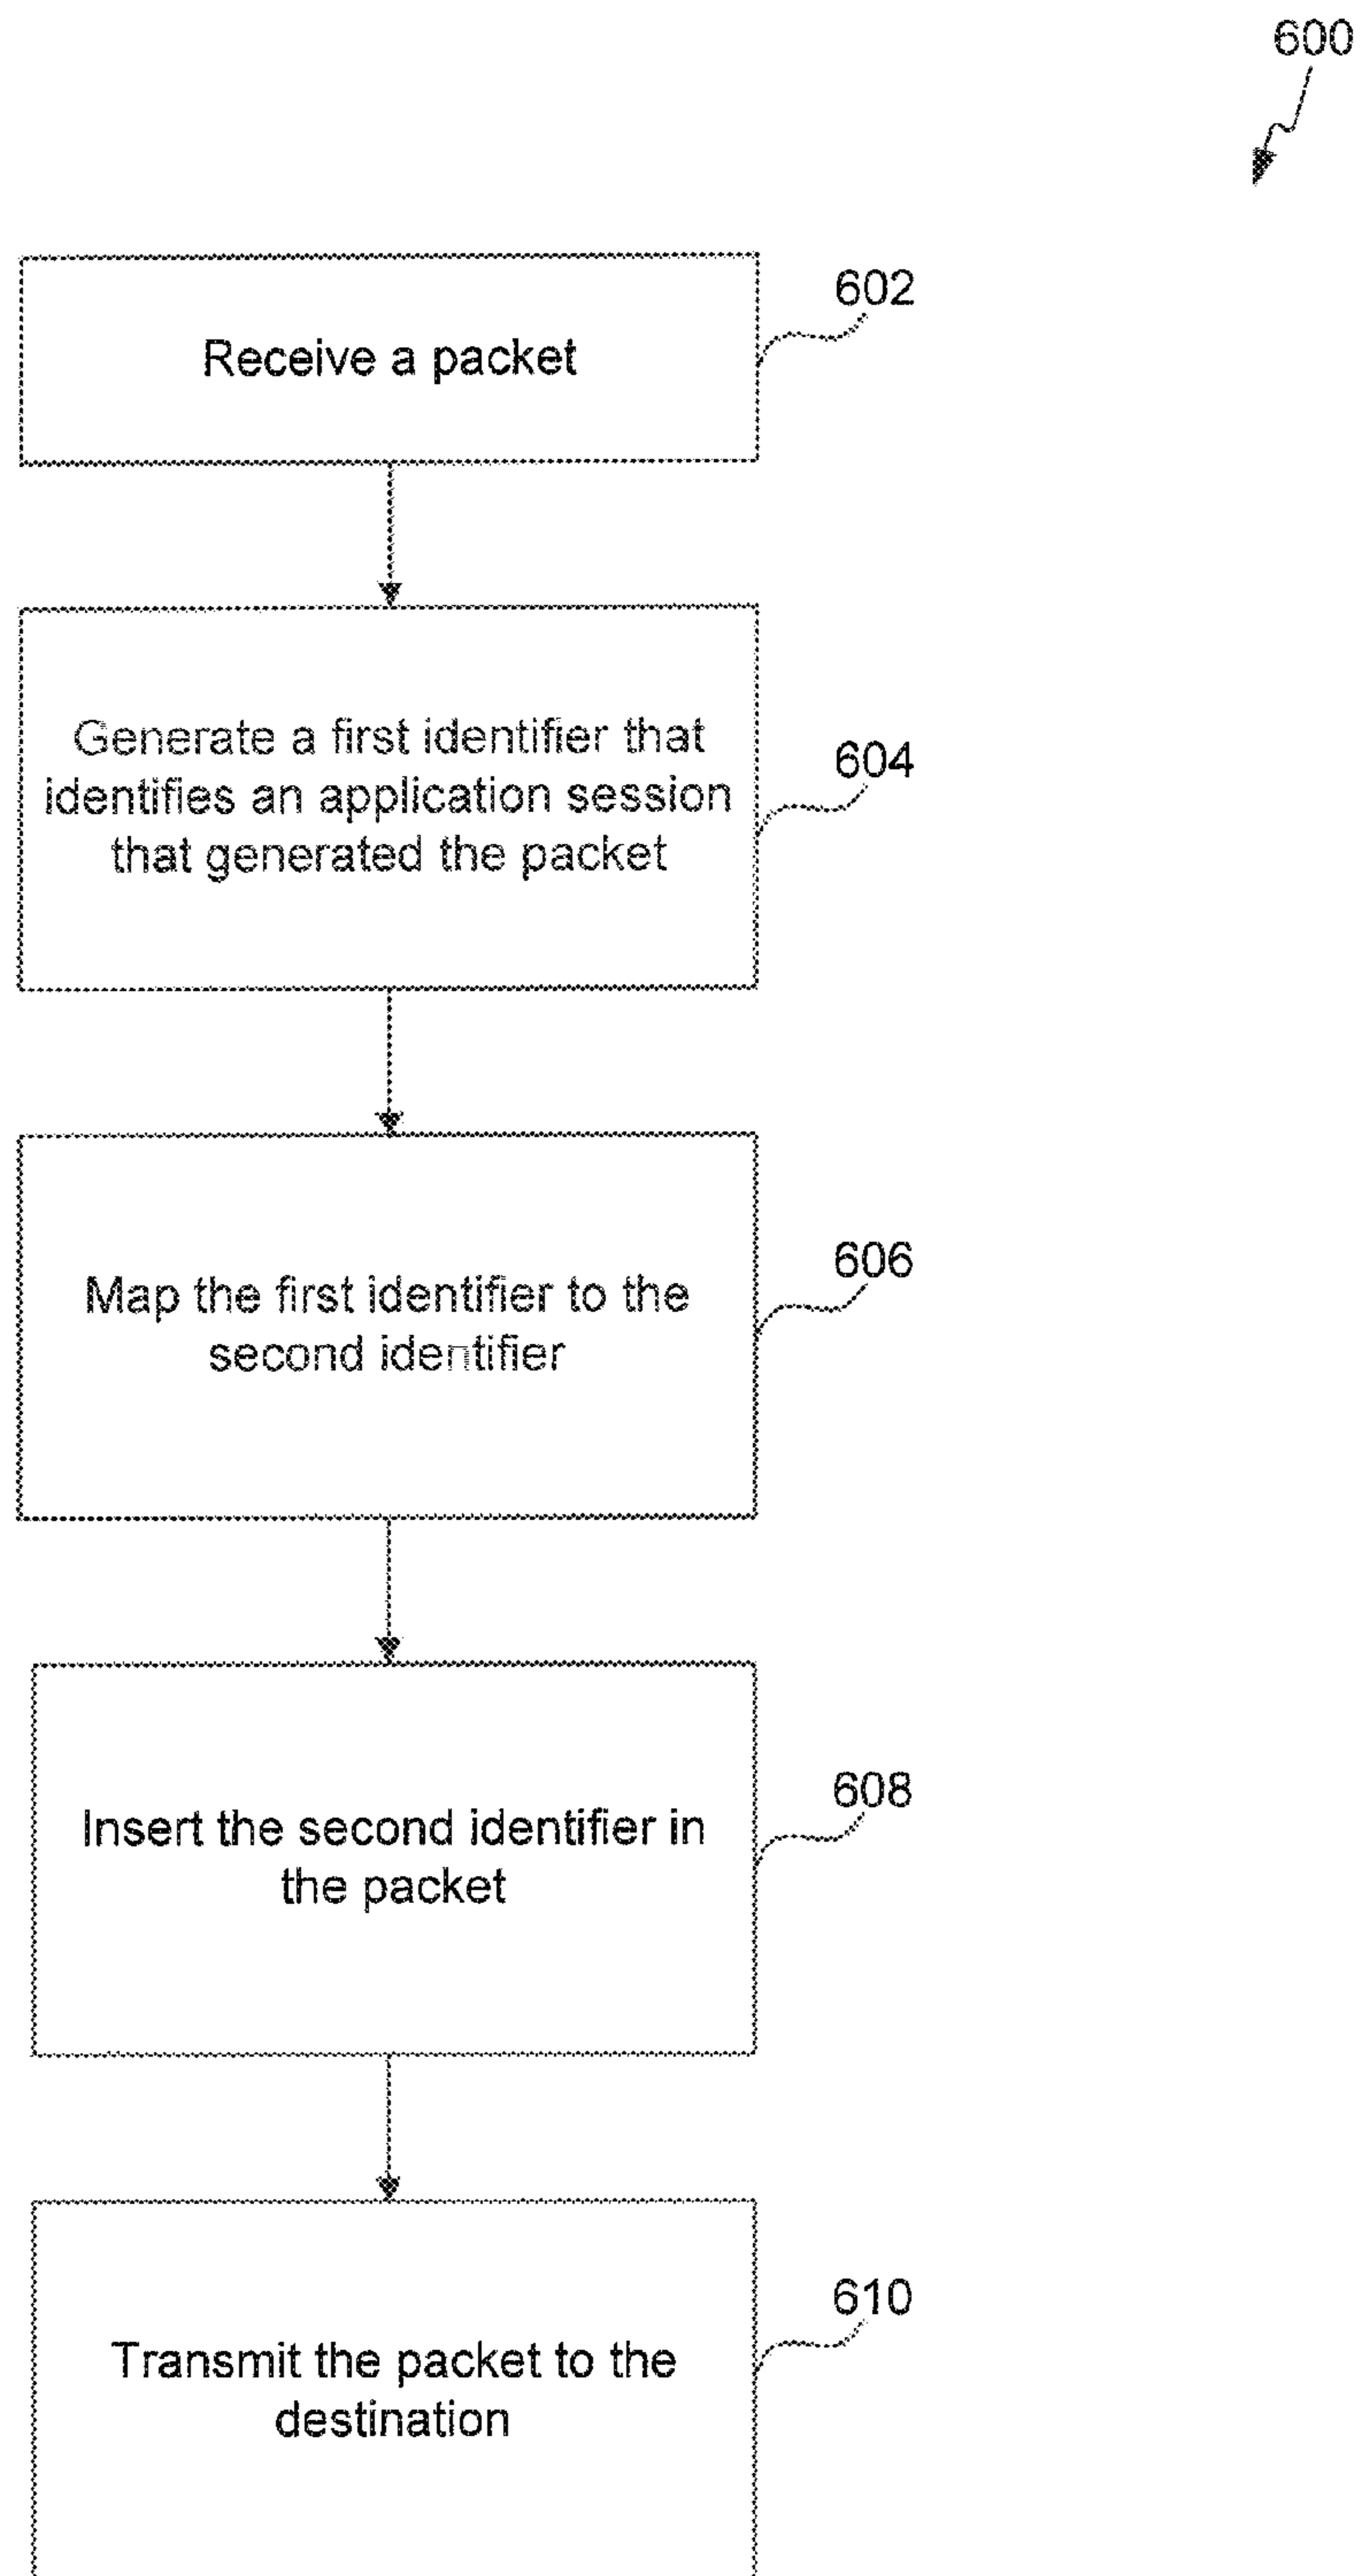 600
Receive a packet
602
Generate a first identifier that
identifies an application session
that generated the packet
604
Map the first identifier to the
second identifier
606
Insert the second identifier in
the packet
608
Transmit the packet to the
destination
610